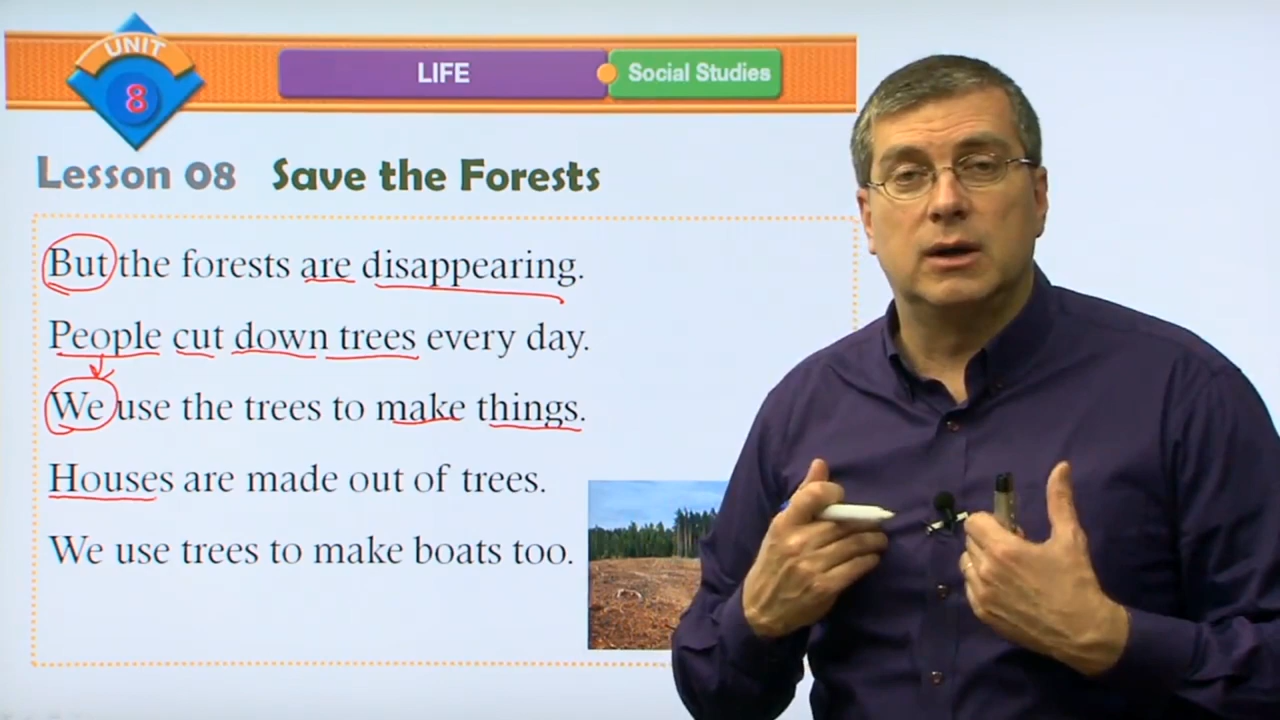 UNIT
8
LIFE
Social Studies
Lesson 08 Save the Forests
But the forests are disappearing.
People cut down trees every day.
We use the trees to make things.
Houses are made out of trees.
We use trees to make boats too.